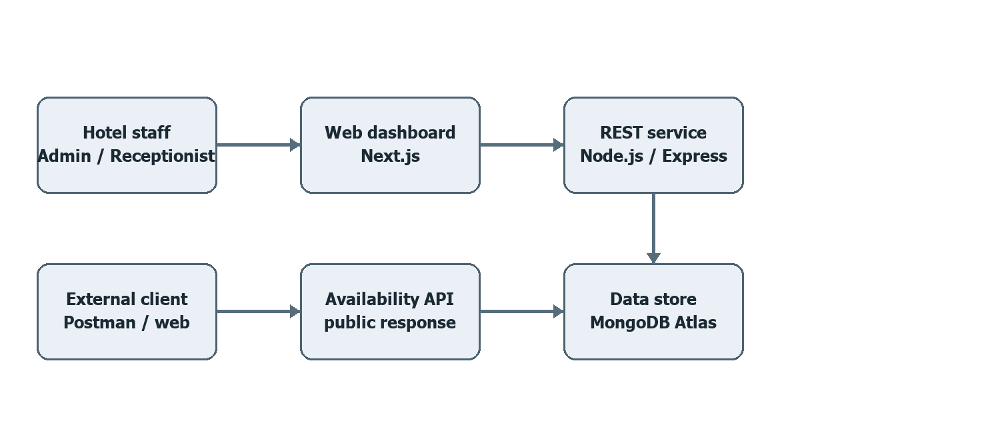 Hotel staff
Admin / Receptionist
Web dashboard
Next.js
REST service
Node.js / Express
External client
Postman / web
Availability API
public response
Data store
MongoDB Atlas